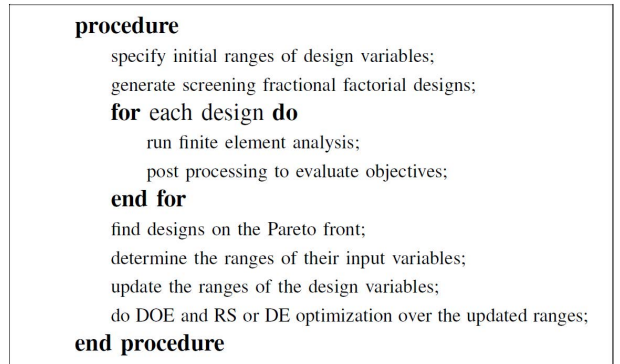 procedure
specify initial ranges of design variables;
generate screening fractional factorial designs;
for each design do
run finite element analysis;
post processing to evaluate objectives;
end for
find designs on the Pareto front;
determine the ranges of their input variables;
update the ranges of the design variables;
do DOE and RS or DE optimization over the updated ranges;
end procedure